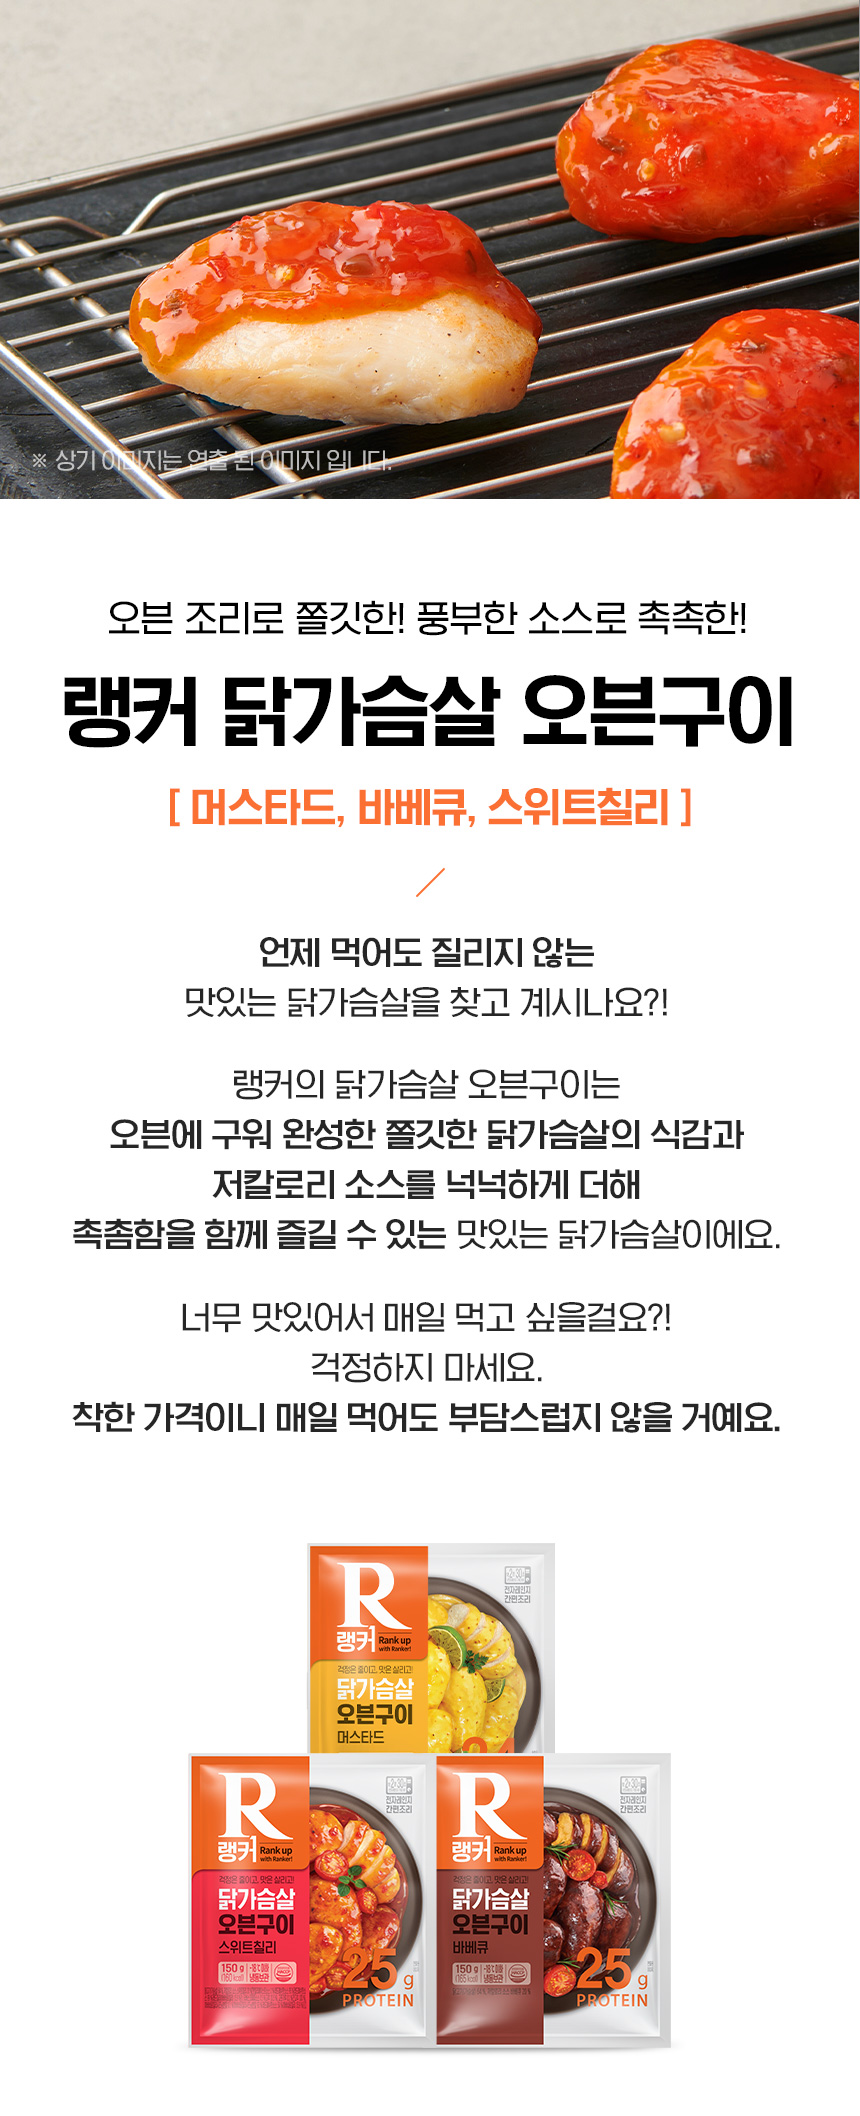 ※ 상기 이미지는 연출 된 이미지 입니다.
오븐 조리로 쫄깃한! 풍부한 소스로 촉촉한!
랭커 닭가슴살 오븐구이
[ 머스타드, 바베큐, 스위트칠리 ]
언제 먹어도 질리지 않는
맛있는 닭가슴살을 찾고 계시나요?!
랭커의 닭가슴살 오븐구이는
오븐에 구워 완성한 쫄깃한 닭가슴살의 식감과
저칼로리 소스를 넉넉하게 더해
촉촘함을 함께 즐길 수 있는 맛있는 닭가슴살이에요.
너무 맛있어서 매일 먹고 싶을걸요?!
걱정하지 마세요.
착한 가격이니 매일 먹어도 부담스럽지 않을 거예요.
R
랭커
Rank up
with Ranker!
전자레인지
간편조리
걱정은 줄이고, 맛은 살리고!
닭가슴살
오븐구이
머스타드
R
랭커
Rank up
with Ranker!
전자레인지
간편조리
걱정은 줄이고, 맛은 살리고!
닭가슴살
오븐구이
스위트칠리
150 g
(160 kcal)
-18℃ 이하
냉동보관
25 g
PROTEIN
R
랭커
Rank up
with Ranker!
전자레인지
간편조리
걱정은 줄이고, 맛은 살리고!
닭가슴살
오븐구이
바베큐
150 g
(165 kcal)
-18℃ 이하
냉동보관
25 g
PROTEIN